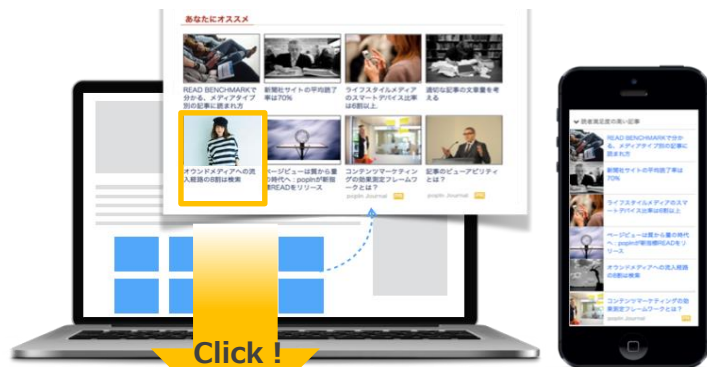 あなたにオススメ
READ BENCHMARKで
分かる、メディアタイプ
別の記事に読まれ方
新聞社サイトの平均読了
率は70%
ライフスタイルメディア
のスマートデバイス比率
は6割以上
適切な記事の文章量を考
える
オウンドメディアへの流
入経路の8割は検索
ページビューは質から量
の時代へ：popInが新指
標READをリリース
コンテンツマーケティン
グの効果測定フレームワ
ークとは？
popIn Journal
記事のビューアビリティ
とは？
popIn Journal
Click !
読者満足度の高い記事
READ BENCHMARKで分か
る、メディアタイプ別の記事に
読まれ方
新聞社サイトの平均読了率は
70%
ライフスタイルメディアのスマ
ートデバイス比率は6割以上
ページビューは質から量の時代
へ：popInが新指標READをリ
リース
オウンドメディアへの流入経路
の8割は検索
コンテンツマーケティングの効
果測定フレームワークとは？
popIn Journal